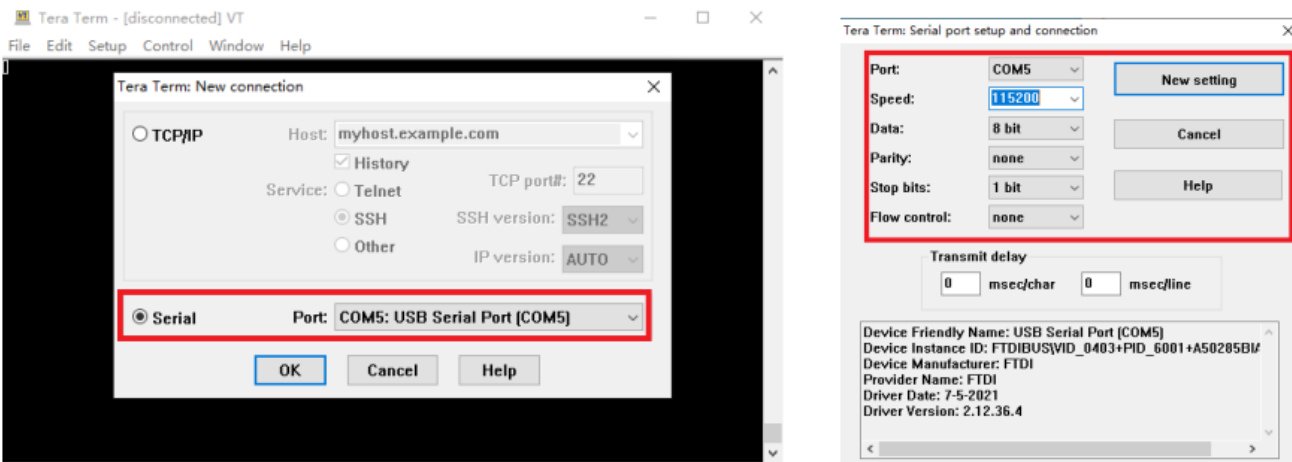 Tera Term - [disconnected] VT
File Edit Setup Control Window Help
Tera Term: New connection
TCP/IP
Host: myhost.example.com
History
Service: Telnet
TCP port#: 22
SSH
SSH version: SSH2
Other
IP version: AUTO
Serial
Port: COM5: USB Serial Port (COM5)
OK Cancel Help
Tera Term: Serial port setup and connection
Port: COM5
New setting
Speed: 115200
Data: 8 bit
Cancel
Parity: none
Stop bits: 1 bit
Help
Flow control: none
Transmit delay
0 msec/char 0 msec/line
Device Friendly Name: USB Serial Port (COM5)
Device Instance ID: FTDIBUS\VID_0403+PID_6001+A50285BI
Device Manufacturer: FTDI
Provider Name: FTDI
Driver Date: 7-5-2021
Driver Version: 2.12.36.4